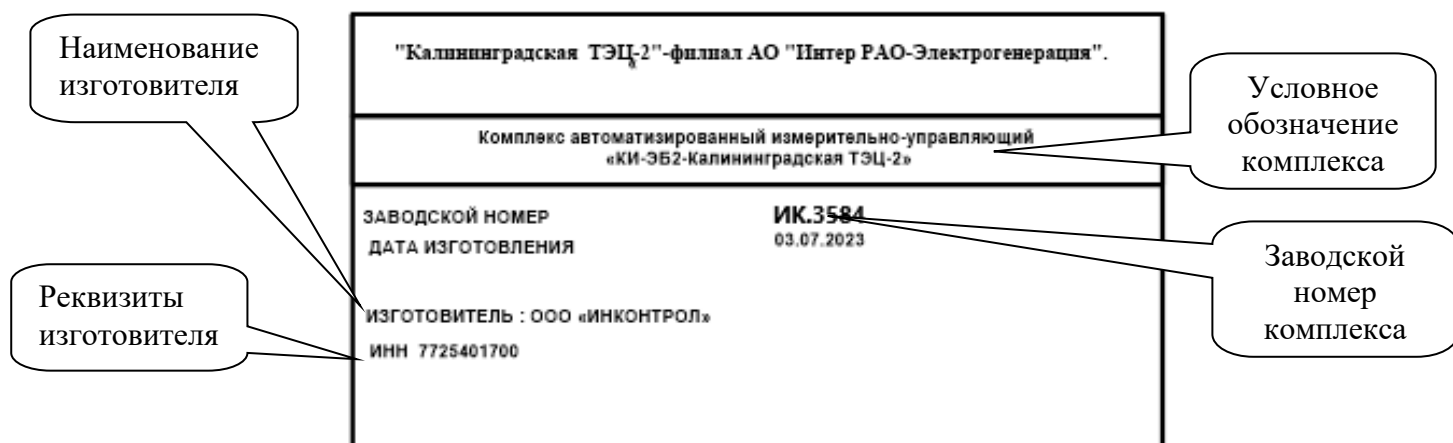 Наименование
изготовителя
"Калининградская ТЭЦ-2"-филиал АО "Интер РАО-Электрогенерация".
Комплекс автоматизированный измерительно-управляющий
«КИ-ЭБ2-Калининградская ТЭЦ-2»
Условное
обозначение
комплекса
ЗАВОДСКОЙ НОМЕР ИК.3584
ДАТА ИЗГОТОВЛЕНИЯ 03.07.2023
Заводской
номер
комплекса
Реквизиты
изготовителя
ИЗГОТОВИТЕЛЬ : ООО «ИНКОНТРОЛ»
ИНН 7725401700